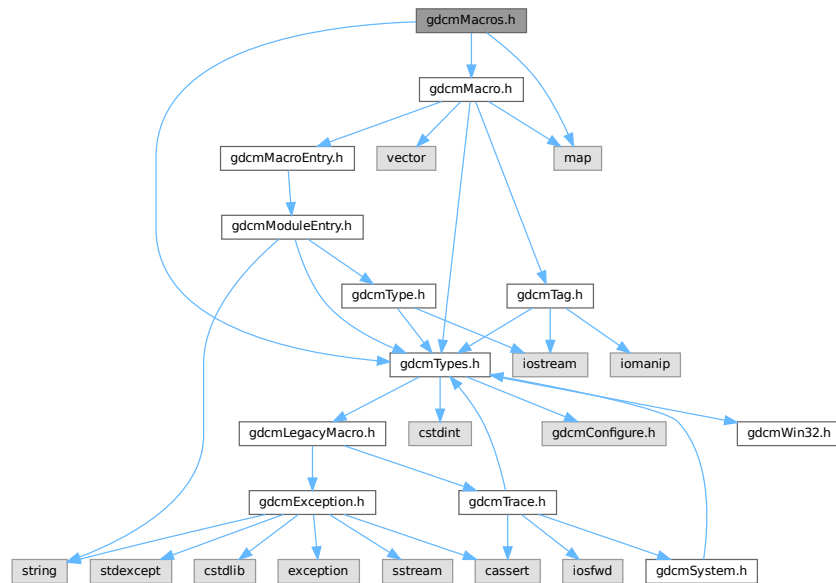 gdcmMacros.h
gdcmMacro.h
gdcmMacroEntry.h
vector
map
gdcmModuleEntry.h
gdcmType.h
gdcmTag.h
gdcmTypes.h
iostream
iomanip
gdcmLegacyMacro.h
cstdint
gdcmConfigure.h
gdcmWin32.h
gdcmException.h
gdcmTrace.h
string
stdexcept
cstdlib
exception
sstream
cassert
iosfwd
gdcmSystem.h